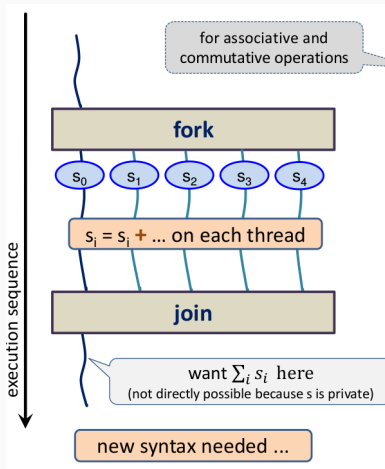 for associative and
commutative operations
fork
s₀ s₁ s₂ s₃ s₄
sᵢ = sᵢ + ... on each thread
join
want ∑ᵢ sᵢ here
(not directly possible because s is private)
new syntax needed ...
execution sequence